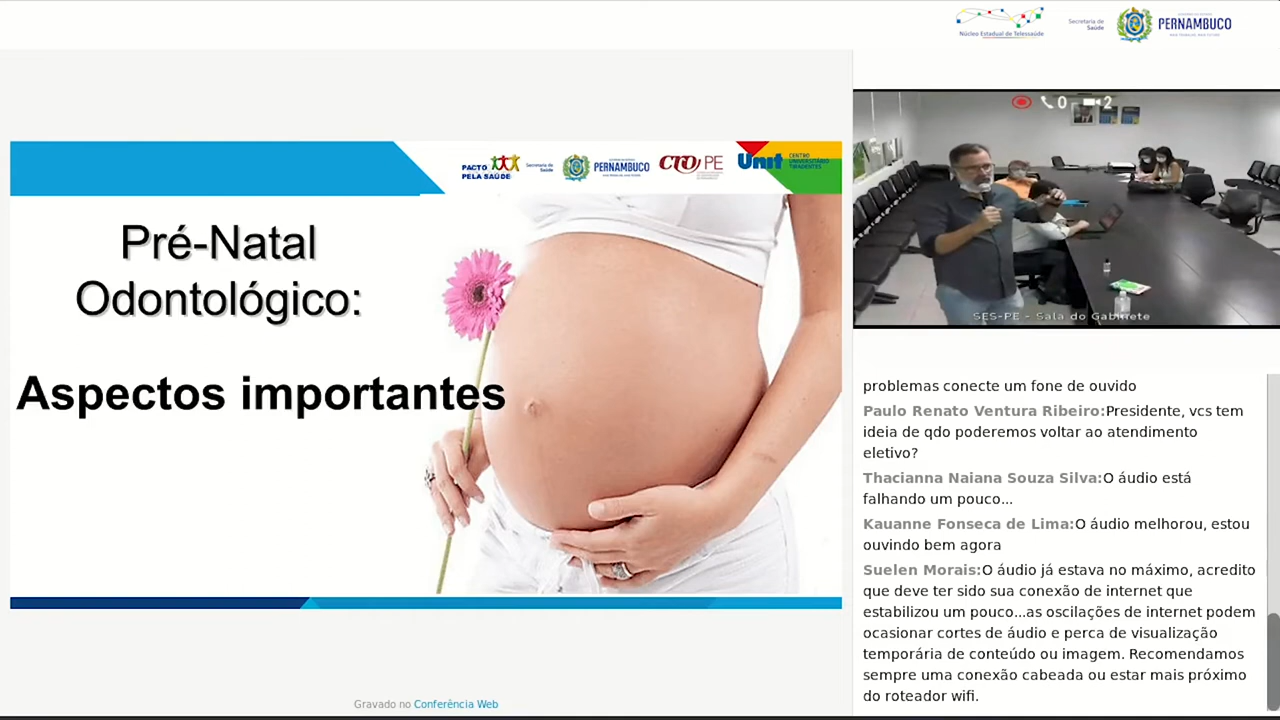 Núcleo Estadual de Telessaúde
Secretaria de
Saúde
PERNAMBUCO
PACTO
PELA SAÚDE
Secretaria de
Saúde
PERNAMBUCO
CRO PE
Unit
CENTRO
UNIVERSITÁRIO
TIRADENTES
Pré-Natal
Odontológico:
Aspectos importantes
Gravado no Conferência Web
0
2
SES-PE - Sala do Gabinete
problemas conecte um fone de ouvido
Paulo Renato Ventura Ribeiro:Presidente, vcs tem
ideia de qdo poderemos voltar ao atendimento
eletivo?
Thacianna Naiana Souza Silva:O áudio está
falhando um pouco...
Kauanne Fonseca de Lima:O áudio melhorou, estou
ouvindo bem agora
Suelen Morais:O áudio já estava no máximo, acredito
que deve ter sido sua conexão de internet que
estabilizou um pouco...as oscilações de internet podem
ocasionar cortes de áudio e perca de visualização
temporária de conteúdo ou imagem. Recomendamos
sempre uma conexão cabeada ou estar mais próximo
do roteador wifi.